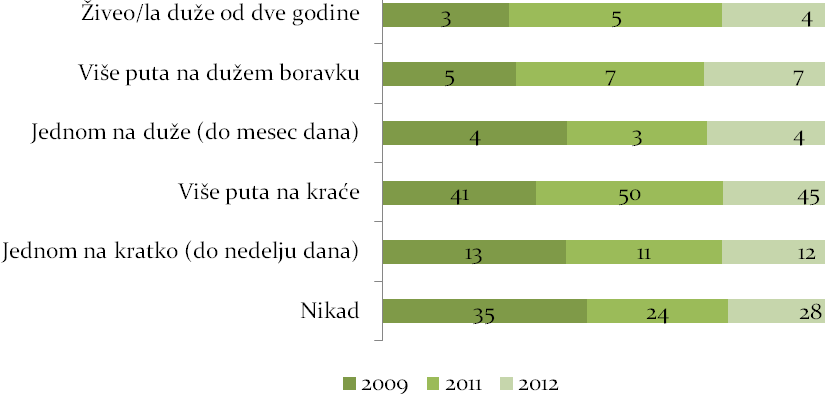 Živeo/la duže od dve godine 3 5 4
Više puta na dužem boravku 5 7 7
Jednom na duže (do mesec dana) 4 3 4
Više puta na kraće 41 50 45
Jednom na kratko (do nedelju dana) 13 11 12
Nikad 35 24 28
2009 2011 2012